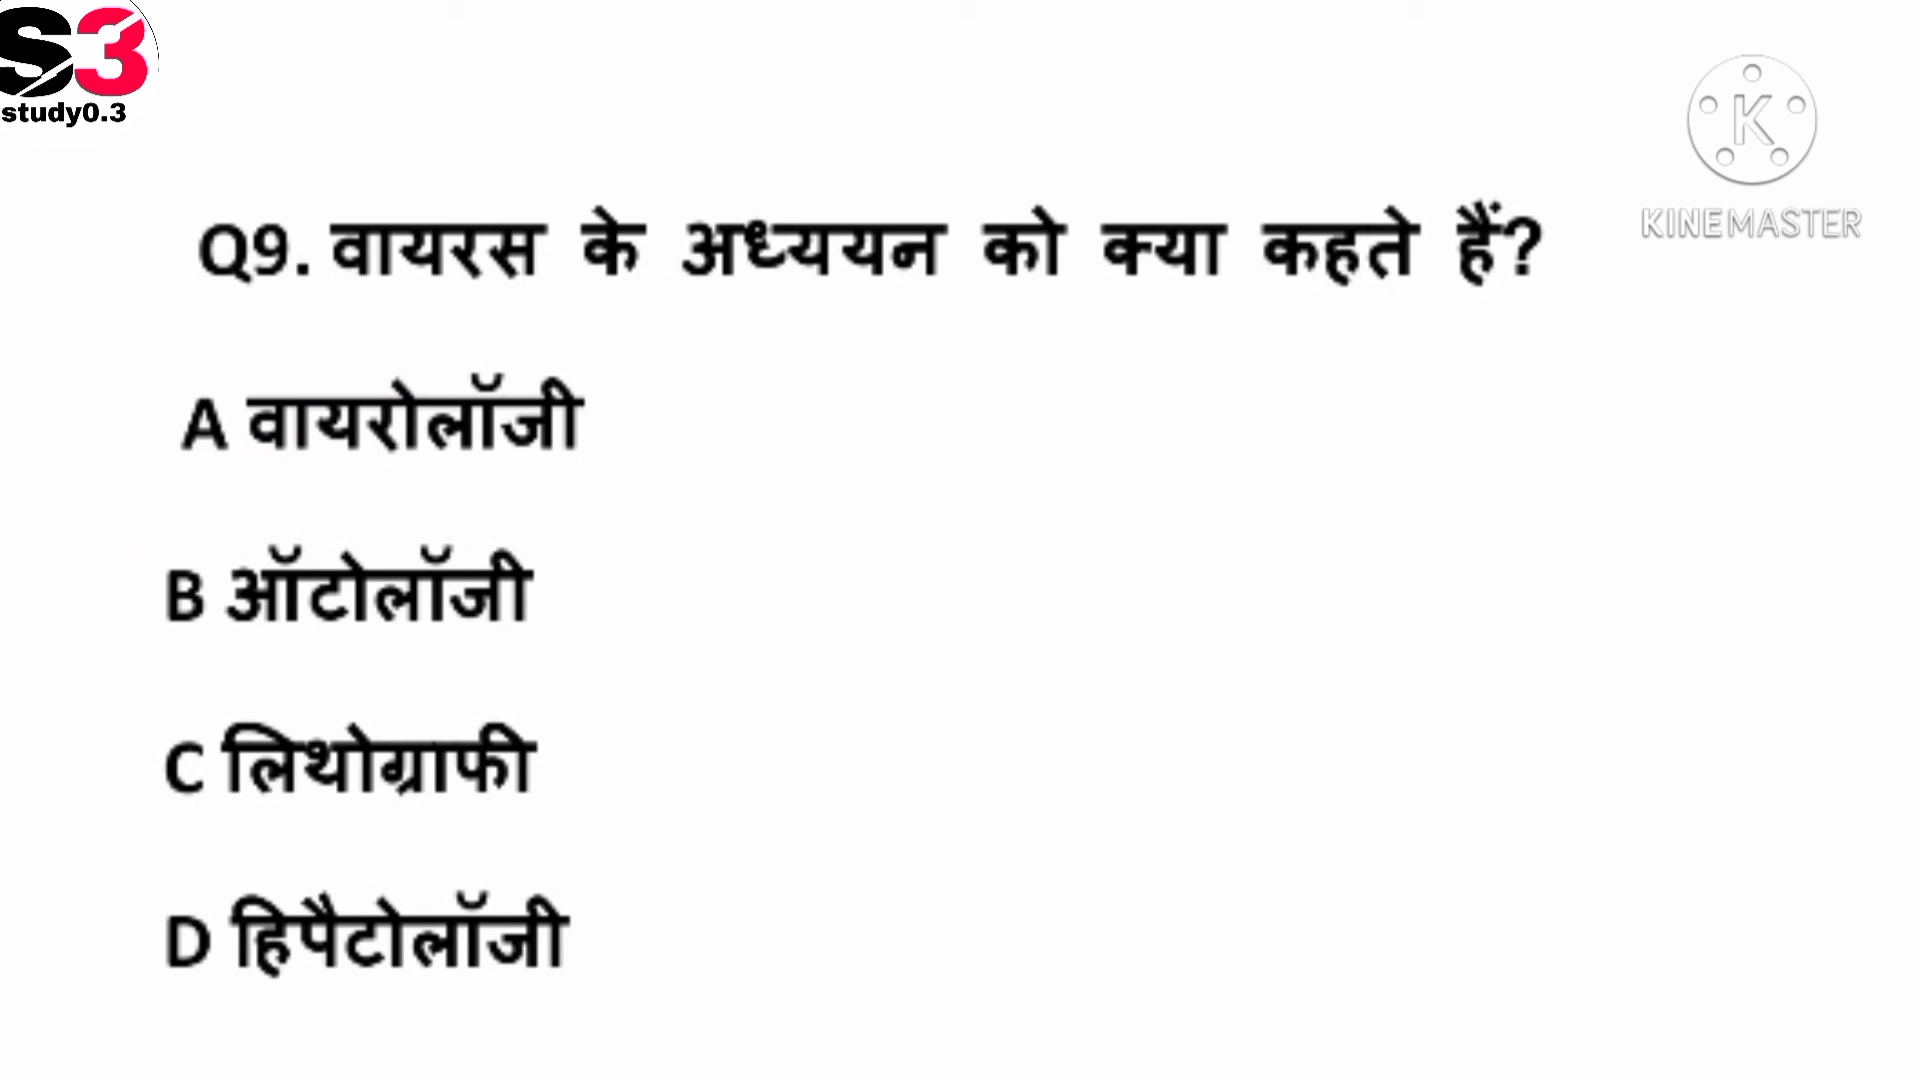 S3
study0.3
K
KINEMASTER
Q9. वायरस के अध्ययन को क्या कहते हैं?
A वायरोलॉजी
B ऑटोलॉजी
C लिथोग्राफी
D हिपैटोलॉजी